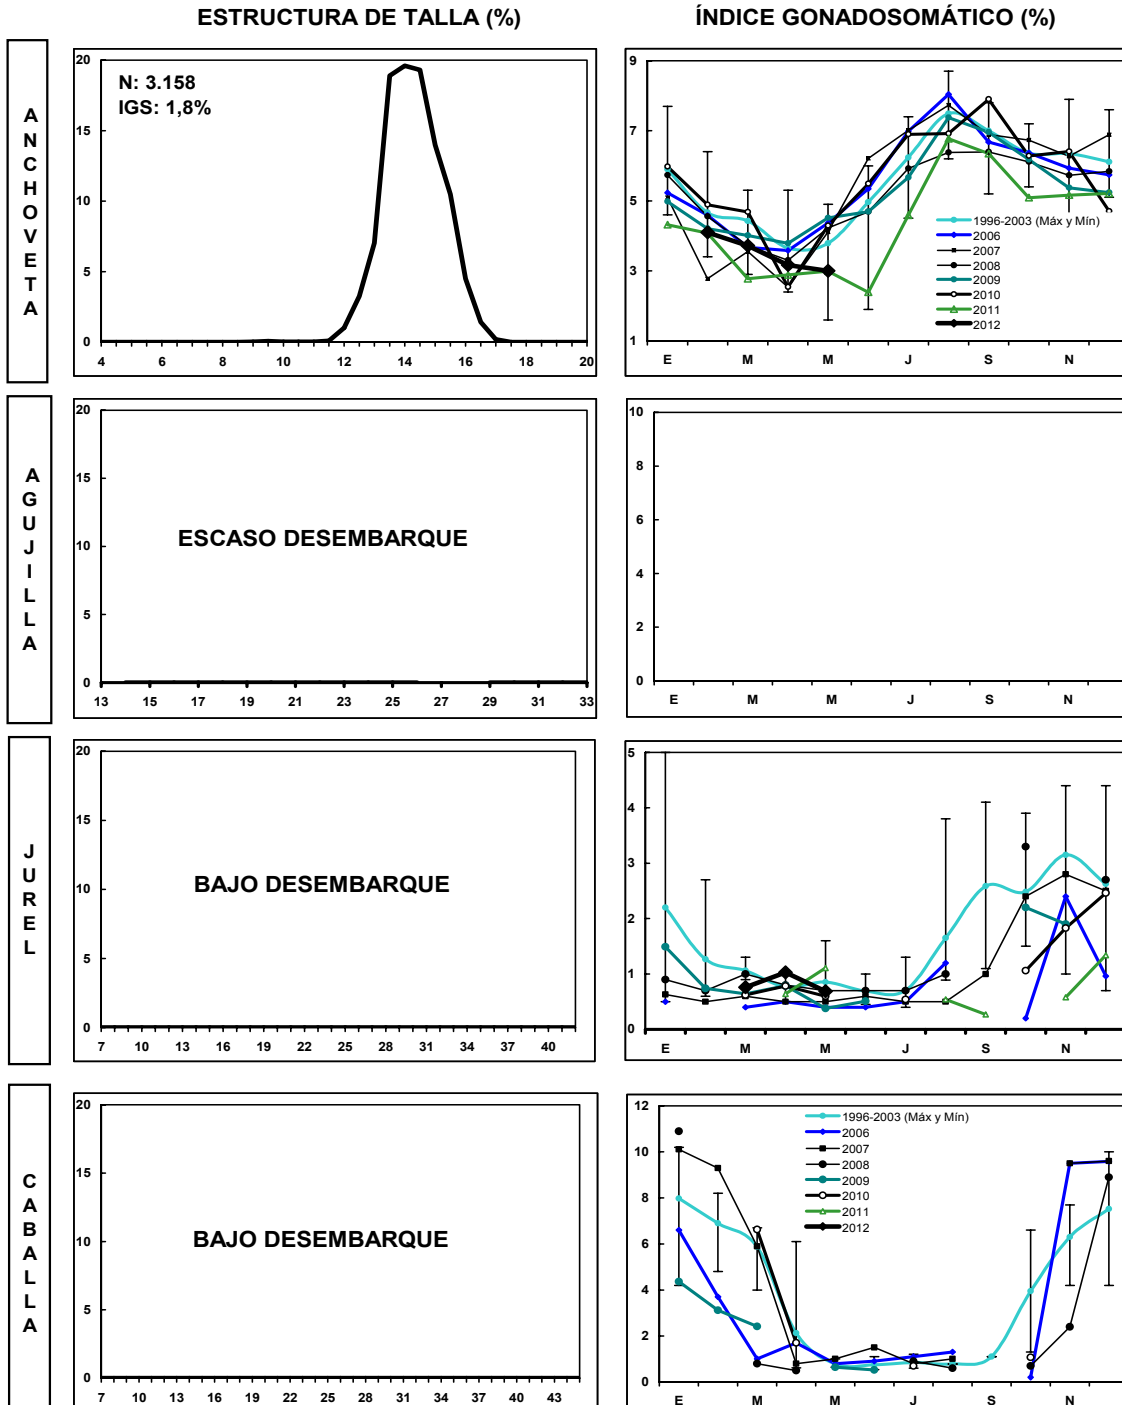 ESTRUCTURA DE TALLA (%)
ÍNDICE GONADOSOMÁTICO (%)
ANCHOVETA
N: 3.158
IGS: 1,8%
20
15
10
5
0
4 6 8 10 12 14 16 18 20
9
7
5
3
1
E M M J S N
1996-2003 (Máx y Mín)
2006
2007
2008
2009
2010
2011
2012
AGUJILLA
20
15
10
5
0
ESCASO DESEMBARQUE
13 15 17 19 21 23 25 27 29 31 33
10
8
6
4
2
0
E M M J S N
JUREL
20
15
10
5
0
BAJO DESEMBARQUE
7 10 13 16 19 22 25 28 31 34 37 40
5
4
3
2
1
0
E M M J S N
CABALLA
20
15
10
5
0
BAJO DESEMBARQUE
7 10 13 16 19 22 25 28 31 34 37 40 43
12
10
8
6
4
2
0
1996-2003 (Máx y Mín)
2006
2007
2008
2009
2010
2011
2012
E M M J S N